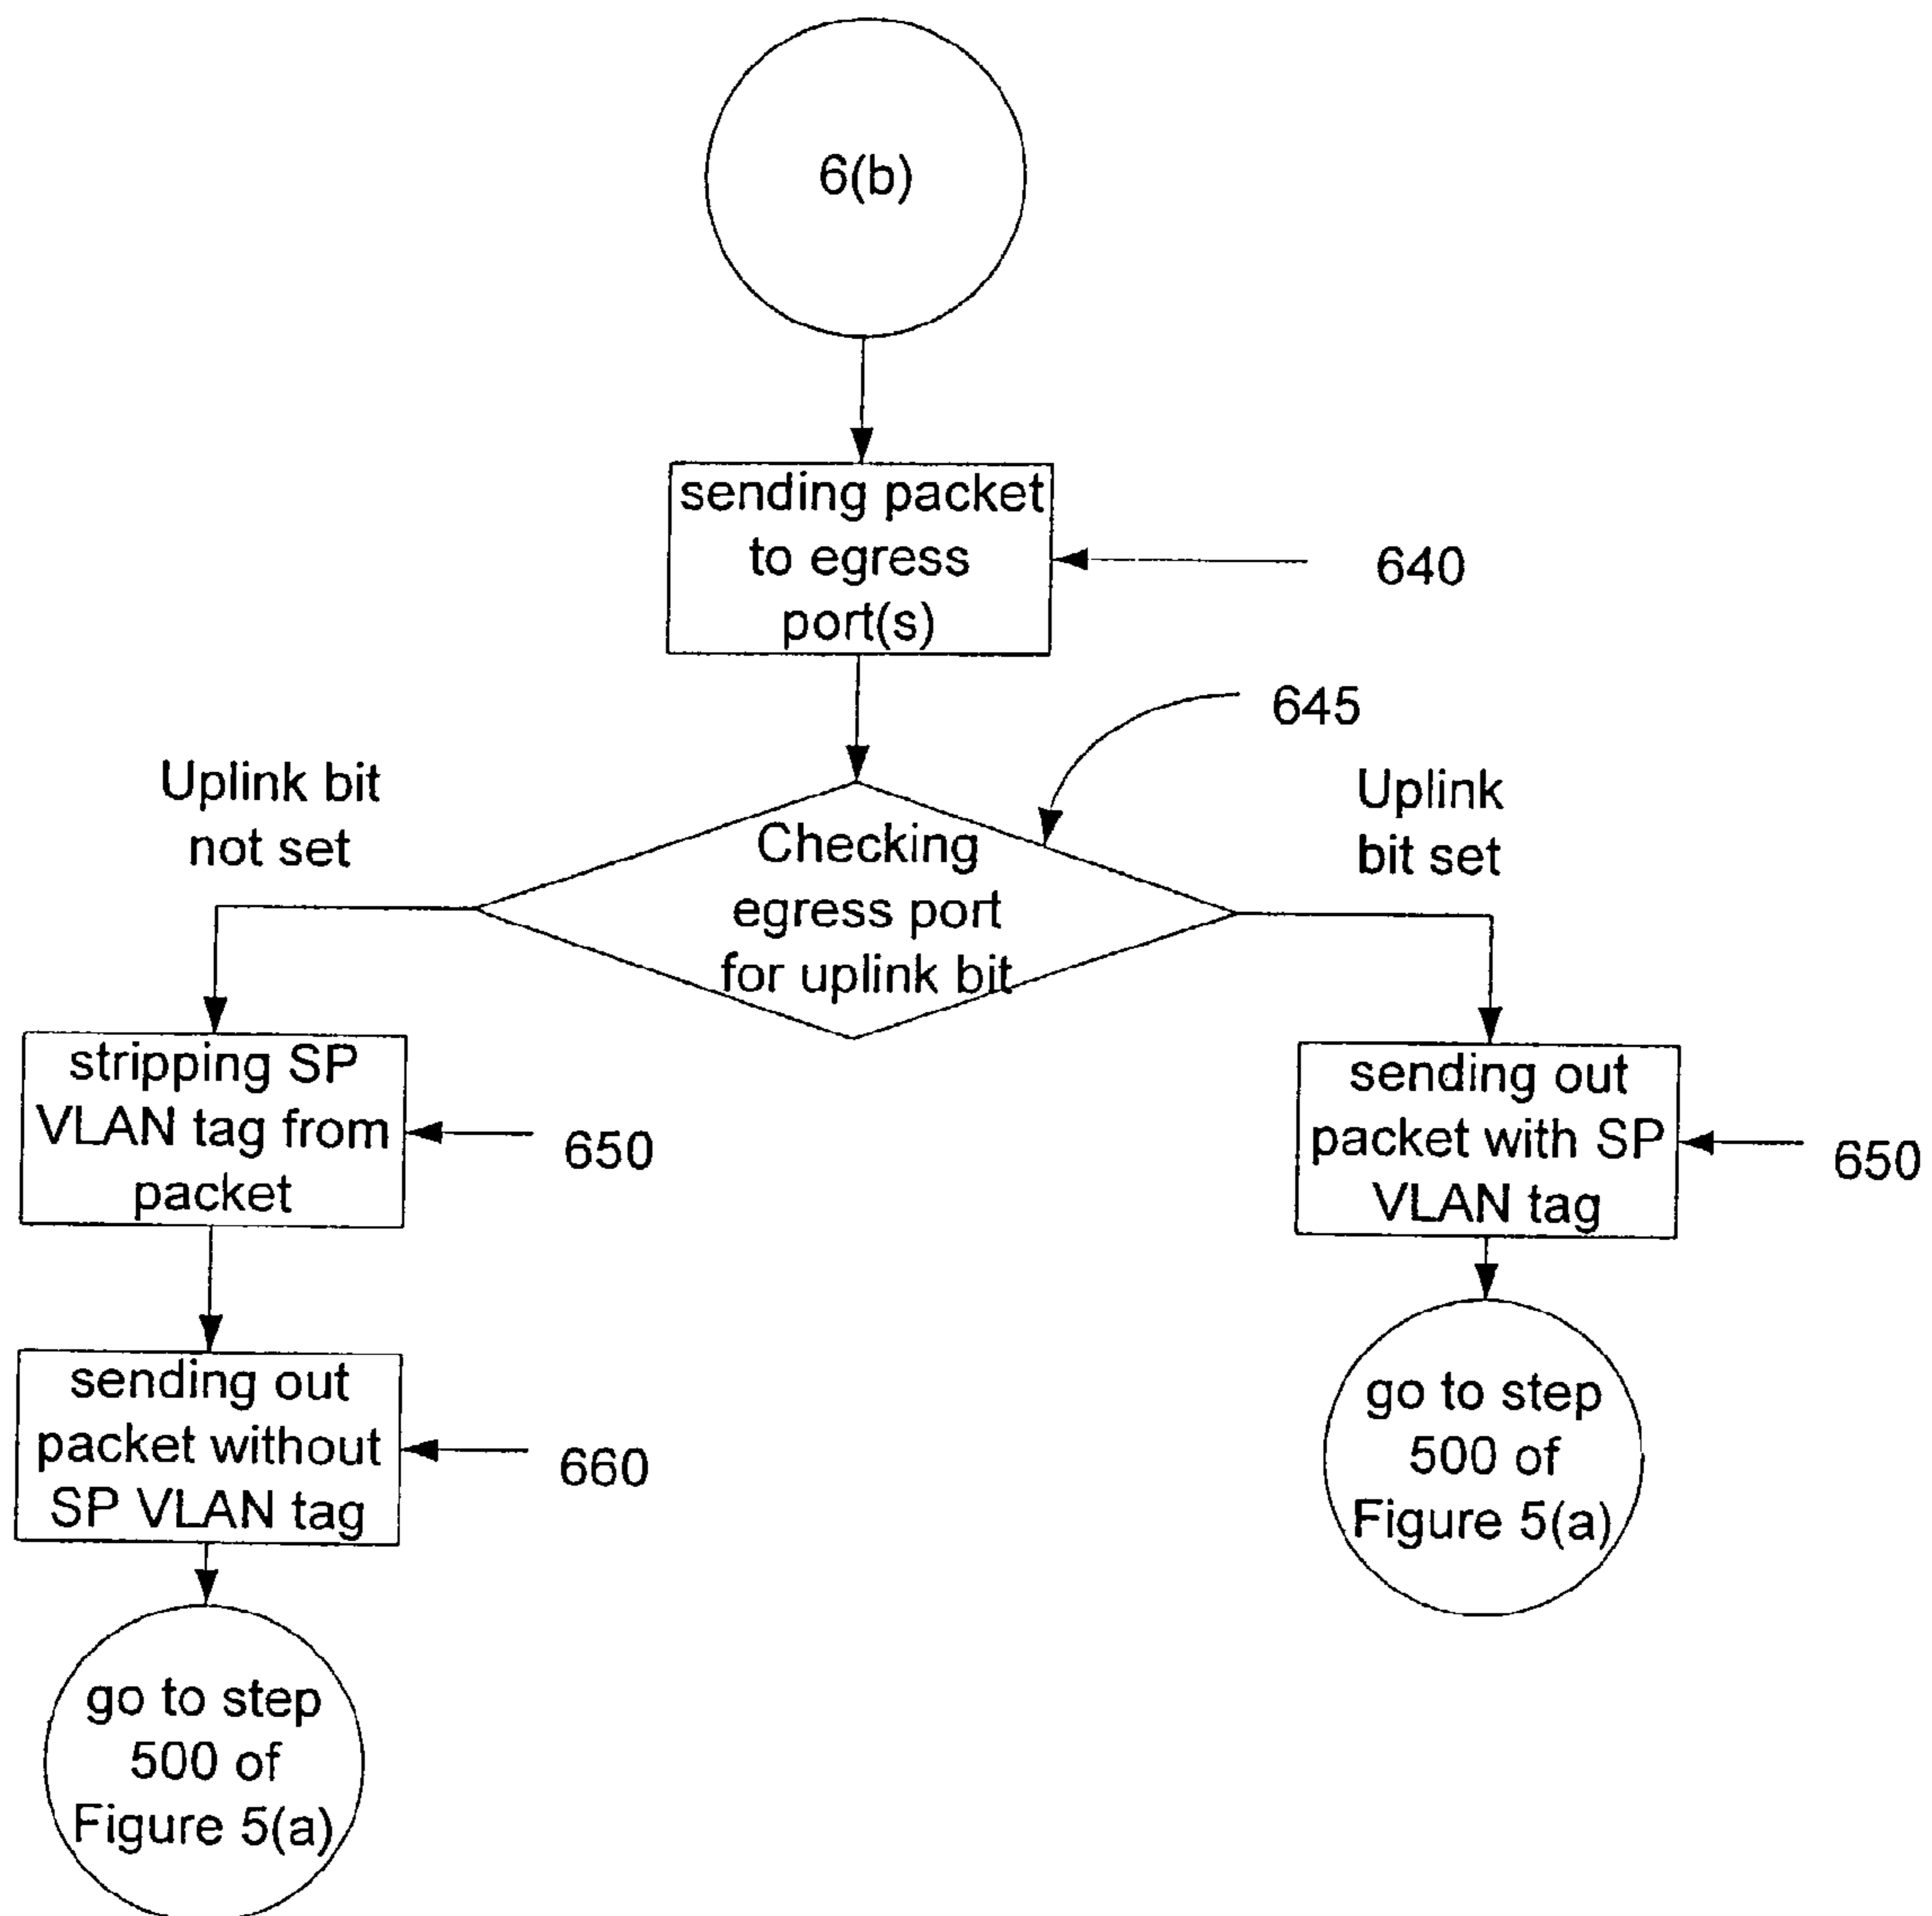 6(b)
sending packet
to egress
port(s)
640
645
Uplink bit
not set
Uplink
bit set
Checking
egress port
for uplink bit
stripping SP
VLAN tag from
packet
650
sending out
packet with SP
VLAN tag
650
sending out
packet without
SP VLAN tag
660
go to step
500 of
Figure 5(a)
go to step
500 of
Figure 5(a)